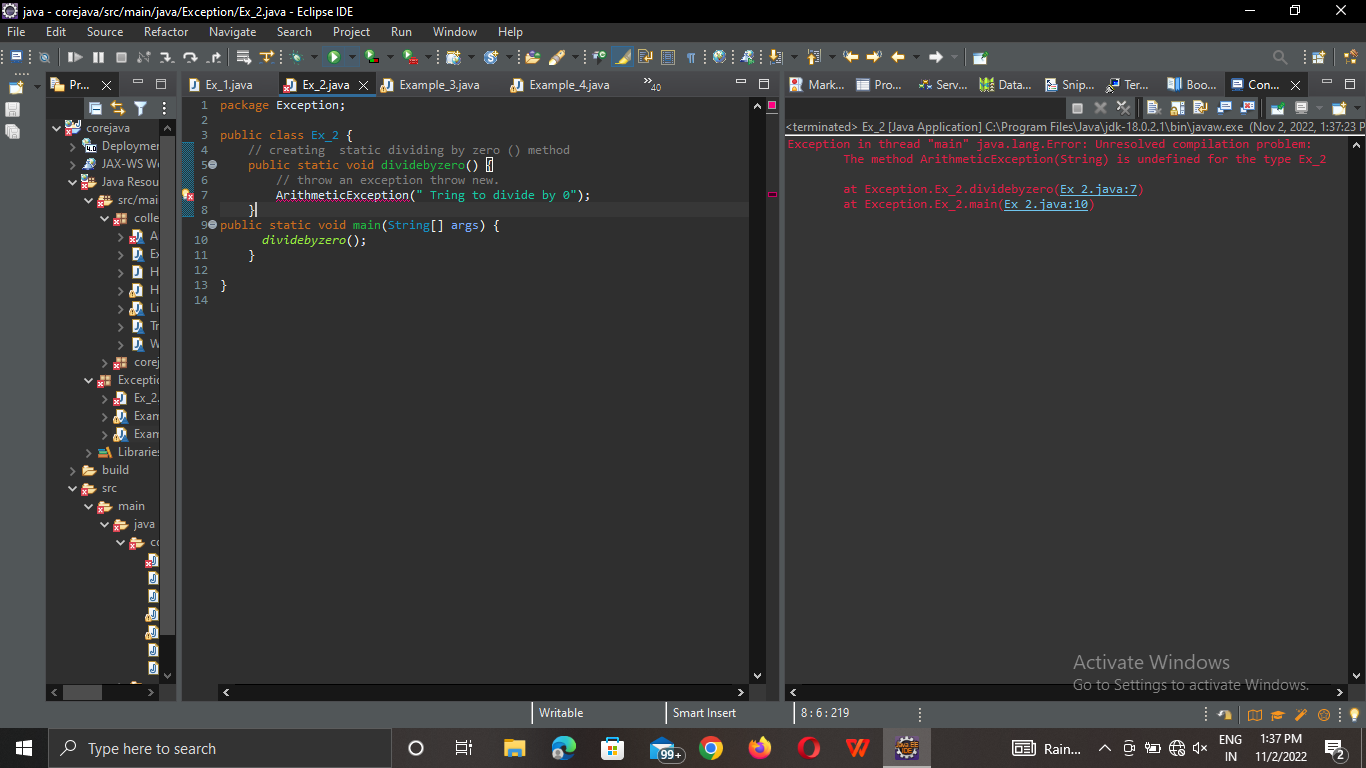 java - corejava/src/main/java/Exception/Ex_2.java - Eclipse IDE
File Edit Source Refactor Navigate Search Project Run Window Help
Pr...
corejava
Deploymer
JAX-WS We
Java Resou
src/mai
colle
A
Ex
H
H
Li
Tr
W
corej
Exceptio
Ex_2.
Exam
Exam
Librarie
build
src
main
java
co
Ex_1.java Ex_2.java Example_3.java Example_4.java »40
1 package Exception;
2
3 public class Ex_2 {
4 // creating  static dividing by zero () method
5 public static void dividebyzero() {
6 // throw an exception throw new.
7 ArithmeticException(" Tring to divide by 0");
8 }
9 public static void main(String[] args) {
10 dividebyzero();
11 }
12
13 }
14
Mark... Pro... Serv... Data... Snip... Ter... Boo... Con...
<terminated> Ex_2 [Java Application] C:\Program Files\Java\jdk-18.0.2.1\bin\javaw.exe (Nov 2, 2022, 1:37:23 P
Exception in thread "main" java.lang.Error: Unresolved compilation problem:
The method ArithmeticException(String) is undefined for the type Ex_2
at Exception.Ex_2.dividebyzero(Ex_2.java:7)
at Exception.Ex_2.main(Ex_2.java:10)
Activate Windows
Go to Settings to activate Windows.
Writable Smart Insert 8 : 6 : 219
Type here to search
99+
JAVA EE IDE
Rain...
ENG
IN
1:37 PM
11/2/2022
2